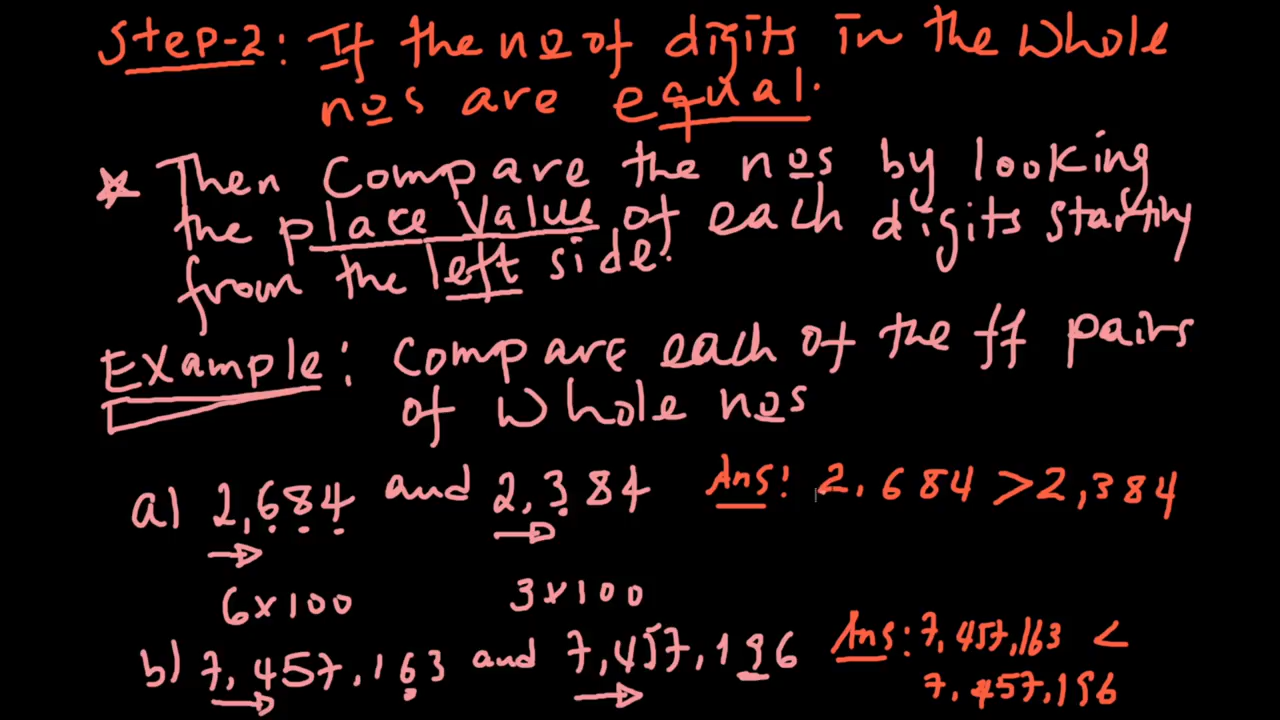 Step-2: If the nos of digits in the whole
nos are equal.
* Then Compare the nos by looking
the place Value of each digits starting
from the left side.
Example: Compare each of the ff pairs
of Whole nos
a) 2,684 and 2,384 Ans: 2,684 > 2,384
6x100 3x100
b) 7,457,163 and 7,457,196 Ans: 7,457,163 <
7,457,196